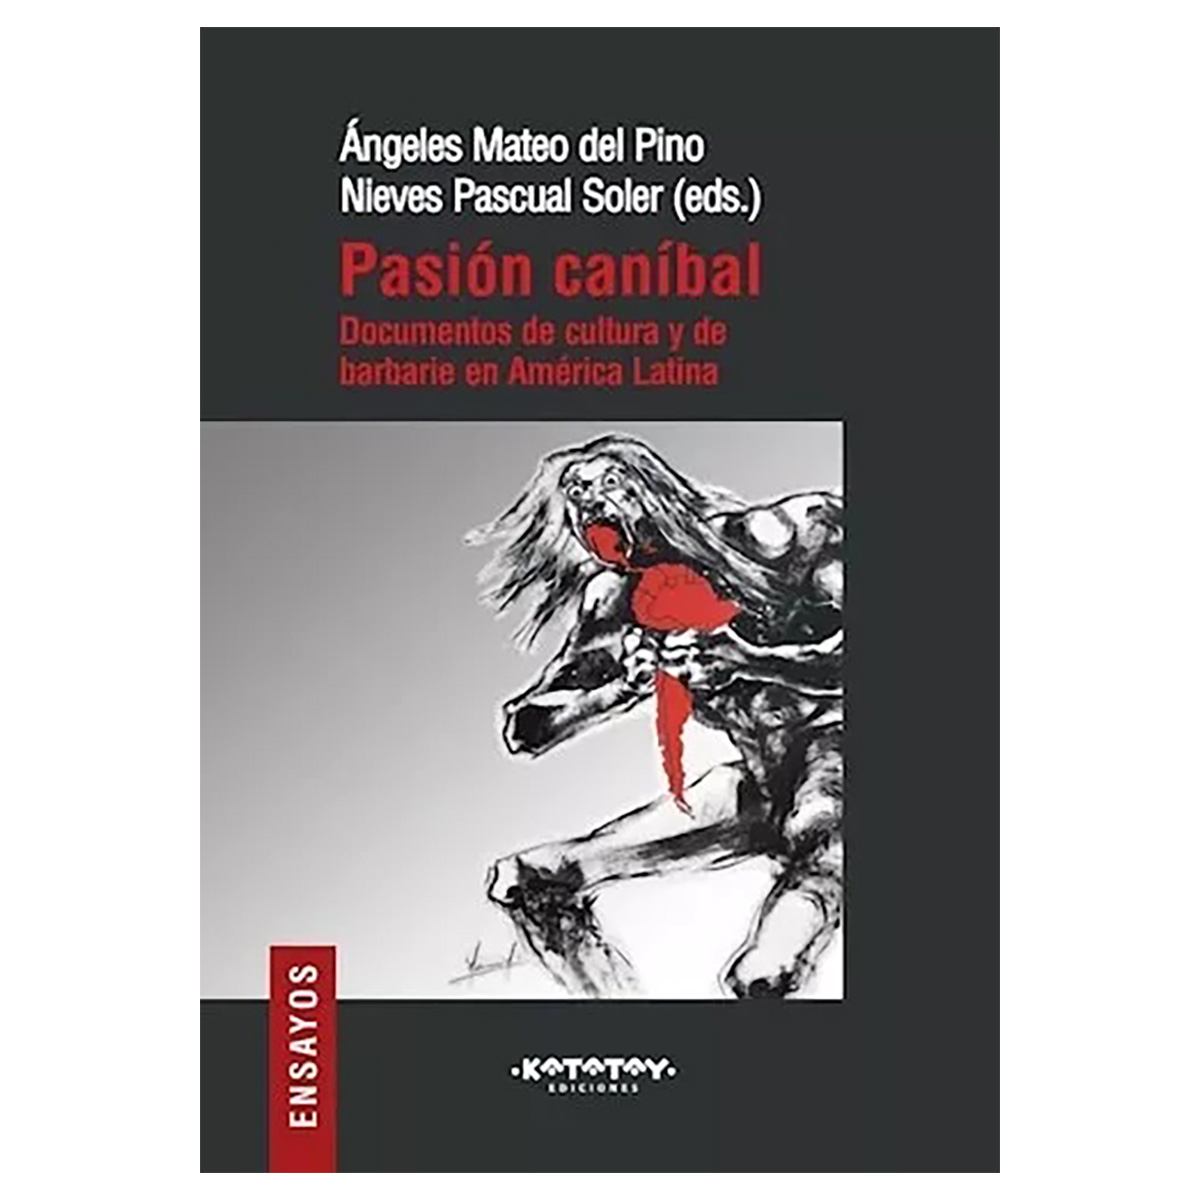 Ángeles Mateo del Pino
Nieves Pascual Soler (eds.)
Pasión caníbal
Documentos de cultura y de
barbarie en América Latina
ENSAYOS
·KATATAY·
EDICIONES